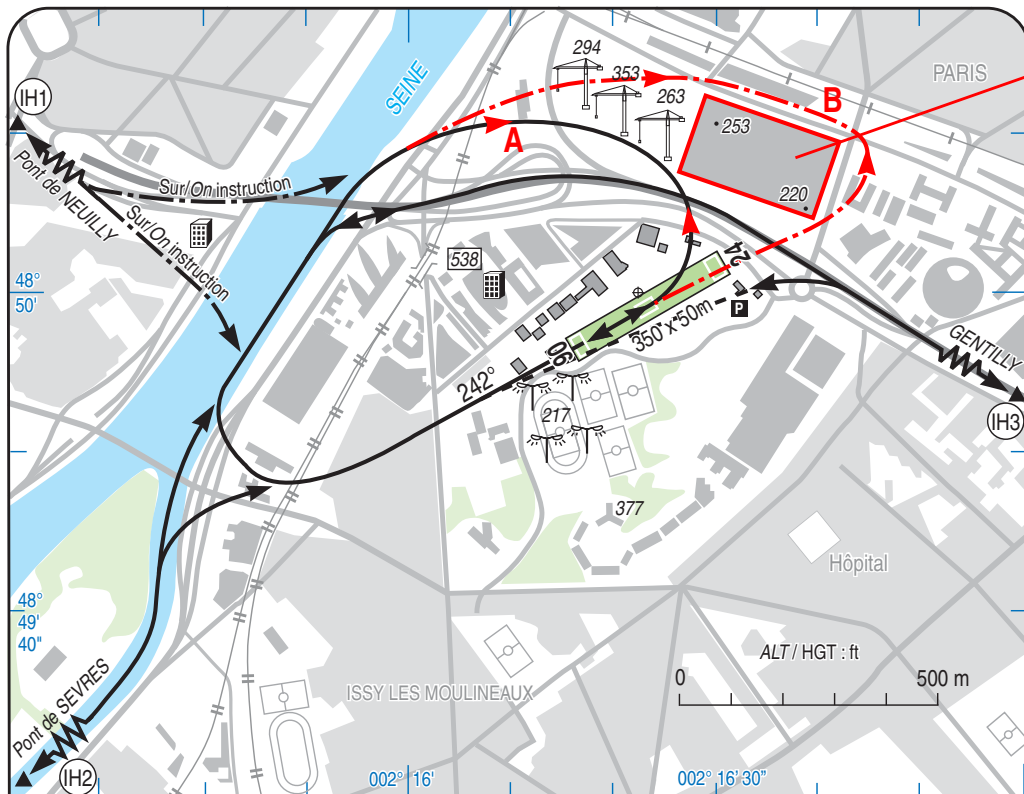 294
353
263
PARIS
IH1
SEINE
A
B
253
220
Pont de NEUILLY
Sur/On instruction
Sur/On instruction
538
24
P
350 x 50m
06
242°
217
377
GENTILLY
IH3
48°
50'
Hôpital
48°
49'
40"
ALT / HGT : ft
0
500 m
ISSY LES MOULINEAUX
Pont de SEVRES
IH2
002° 16'
002° 16' 30"